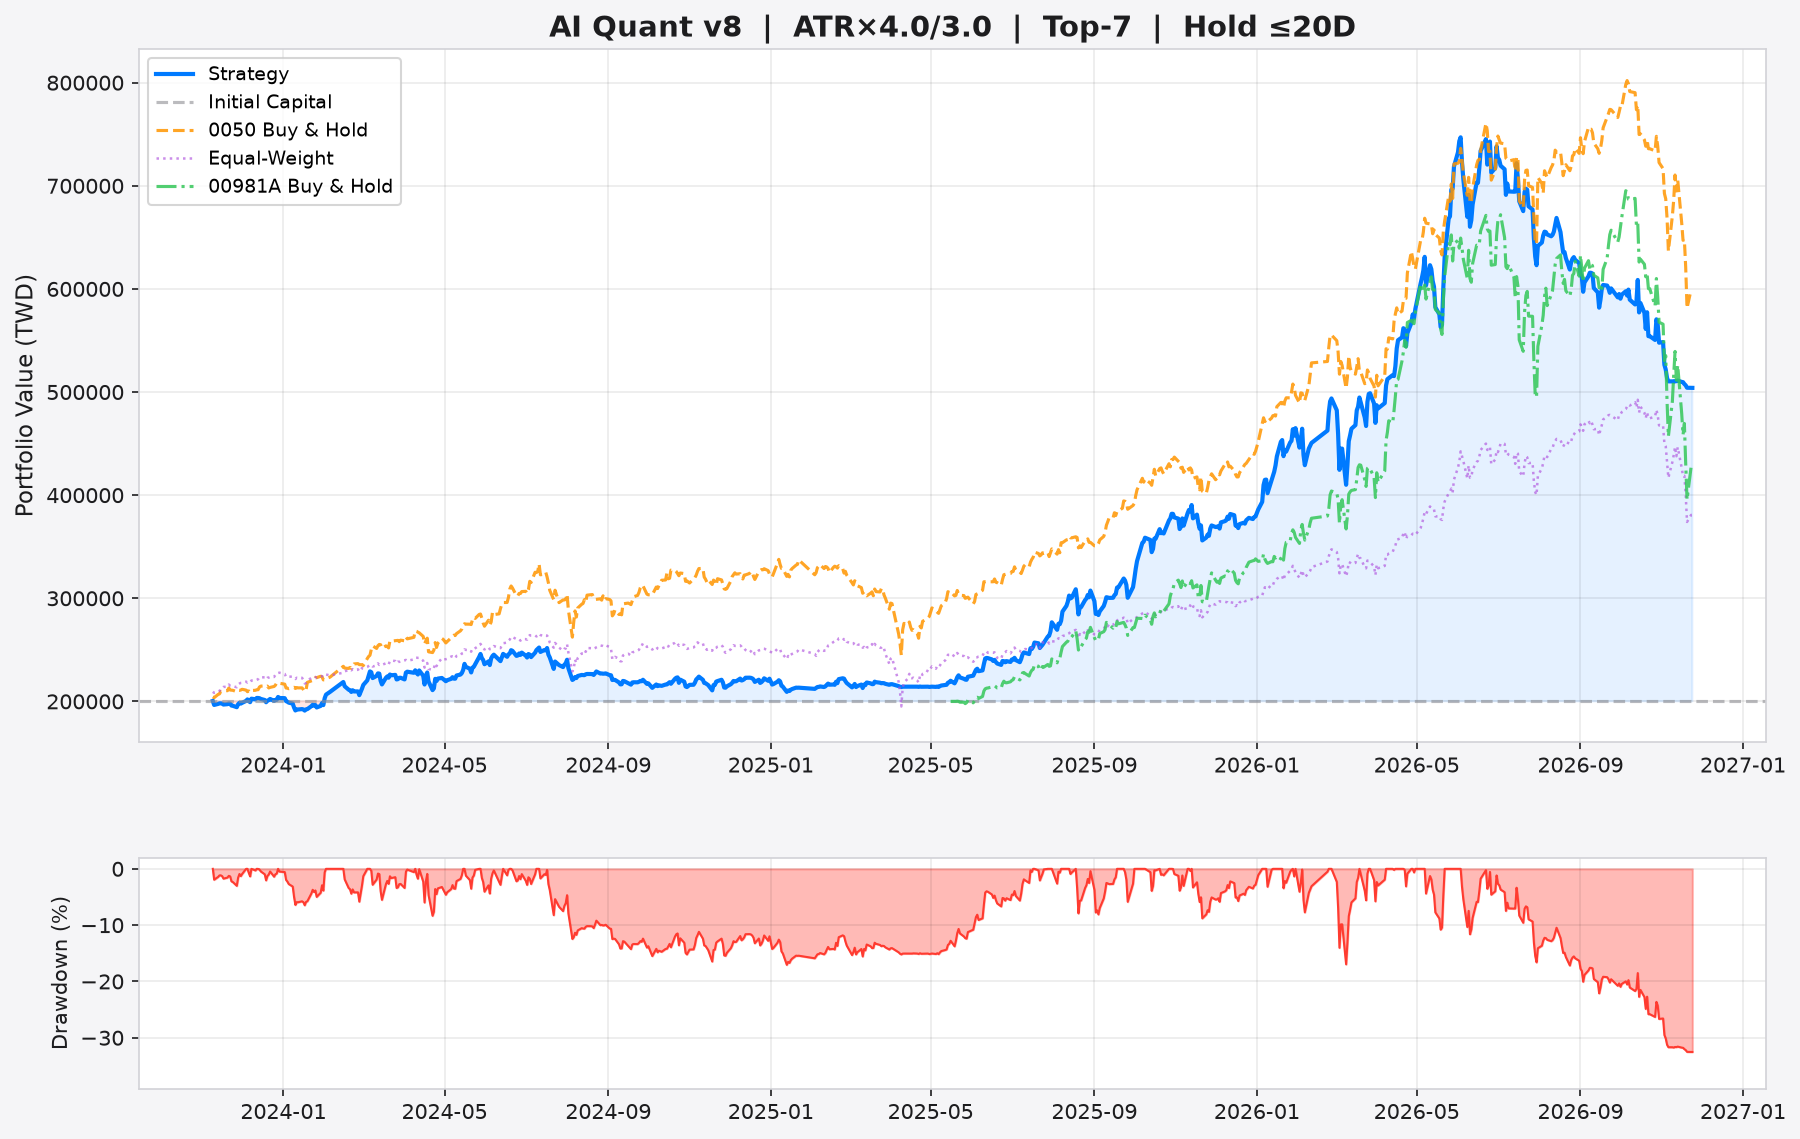 AI Quant v8 | ATR×4.0/3.0 | Top-7 | Hold ≤20D
Strategy
Initial Capital
0050 Buy & Hold
Equal-Weight
00981A Buy & Hold
Portfolio Value (TWD)
800000
700000
600000
500000
400000
300000
200000
2024-01 2024-05 2024-09 2025-01 2025-05 2025-09 2026-01 2026-05 2026-09 2027-01
Drawdown (%)
0
−10
−20
−30
2024-01 2024-05 2024-09 2025-01 2025-05 2025-09 2026-01 2026-05 2026-09 2027-01